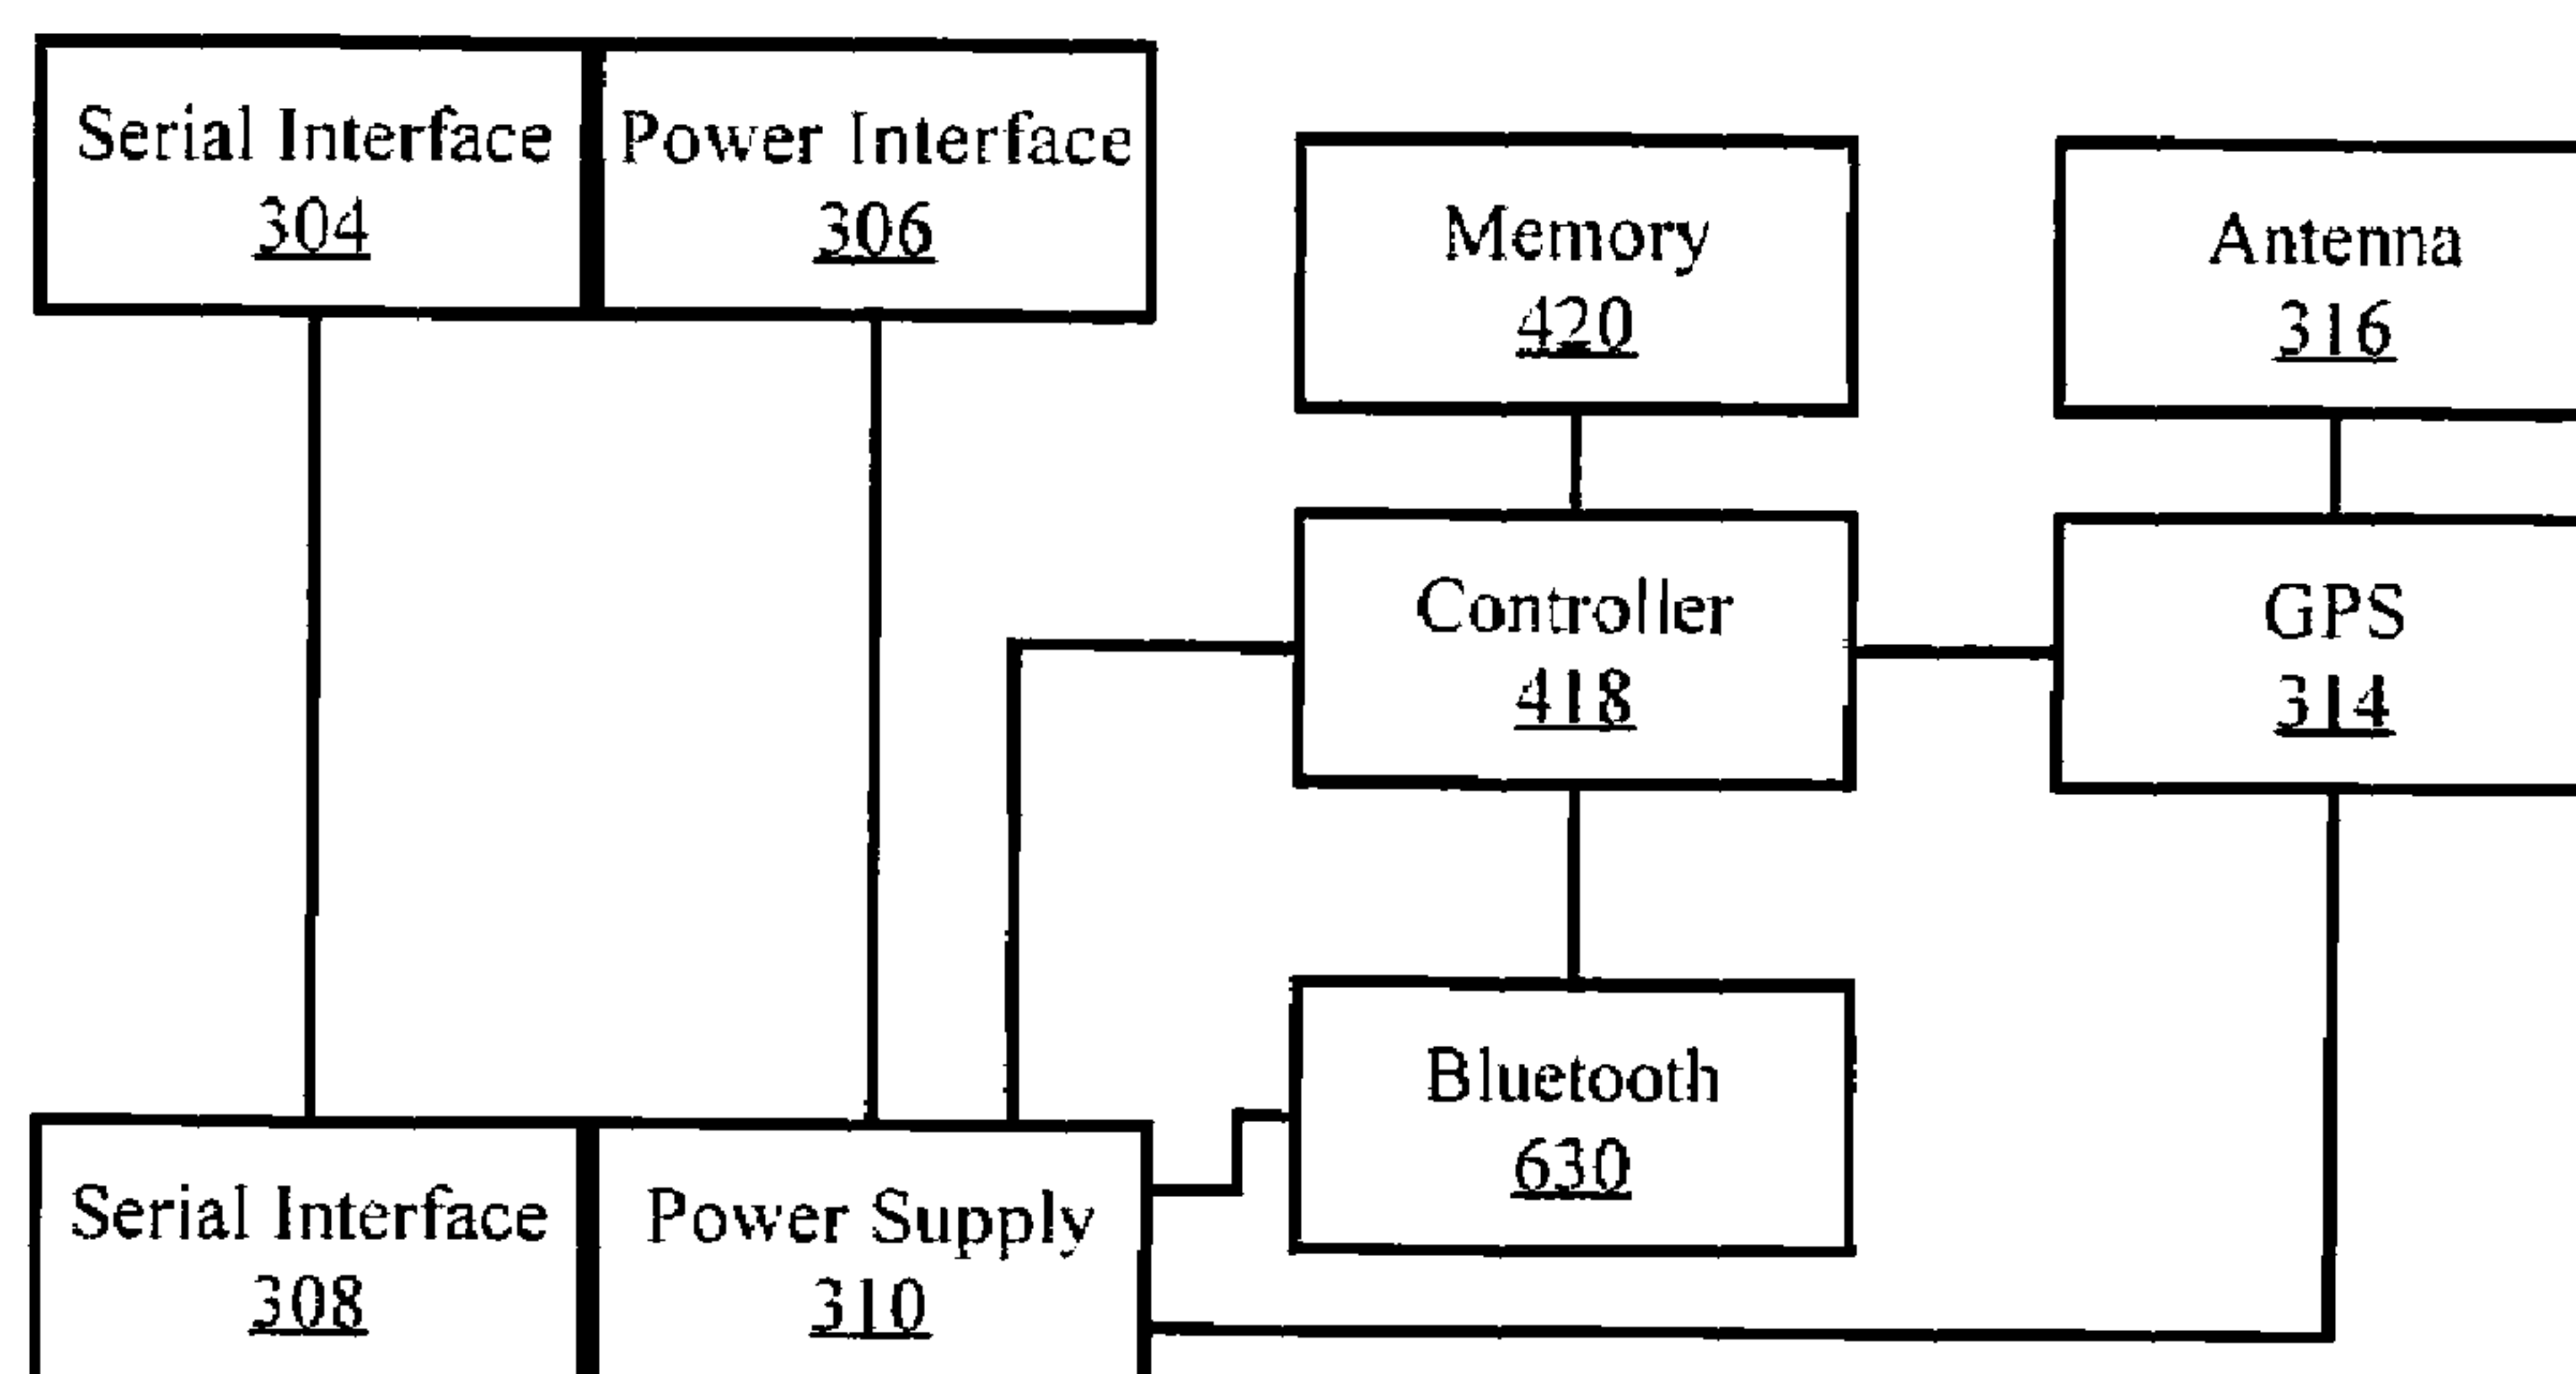 Serial Interface
304
Power Interface
306
Memory
420
Antenna
316
Controller
418
GPS
314
Bluetooth
630
Serial Interface
308
Power Supply
310